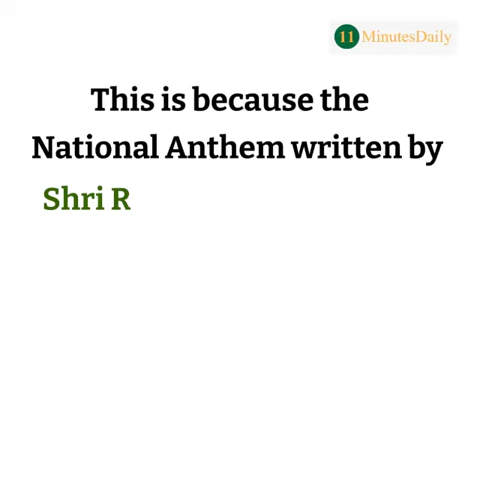 11 MinutesDaily
This is because the
National Anthem written by
Shri R